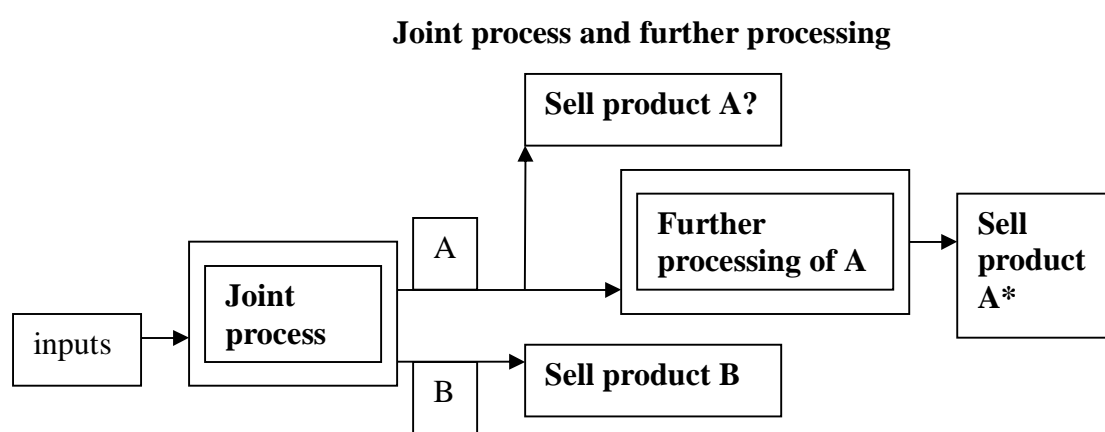 Joint process and further processing
Sell product A?
Further
processing of A
Sell
product
A*
A
Joint
process
inputs
Sell product B
B